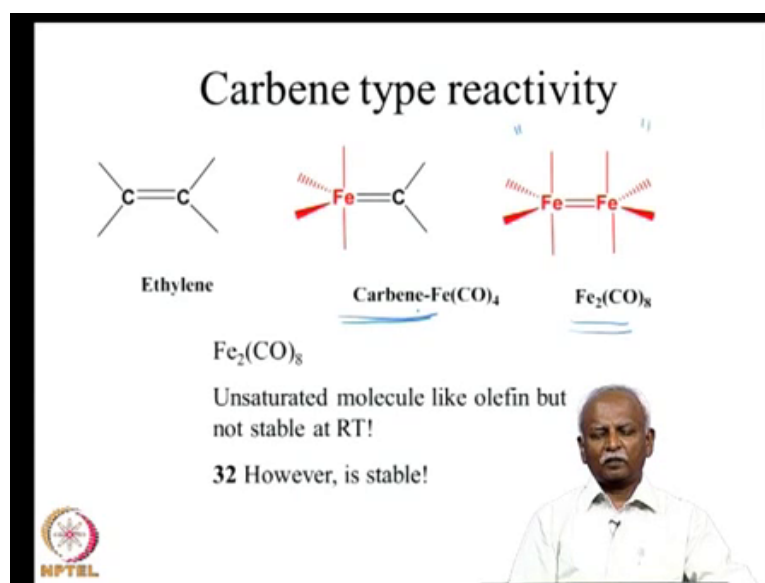 Carbene type reactivity
C=C
Fe=C
Fe=Fe
Ethylene
Carbene-Fe(CO)₄
Fe₂(CO)₈
Fe₂(CO)₈
Unsaturated molecule like olefin but
not stable at RT!
32 However, is stable!
NPTEL